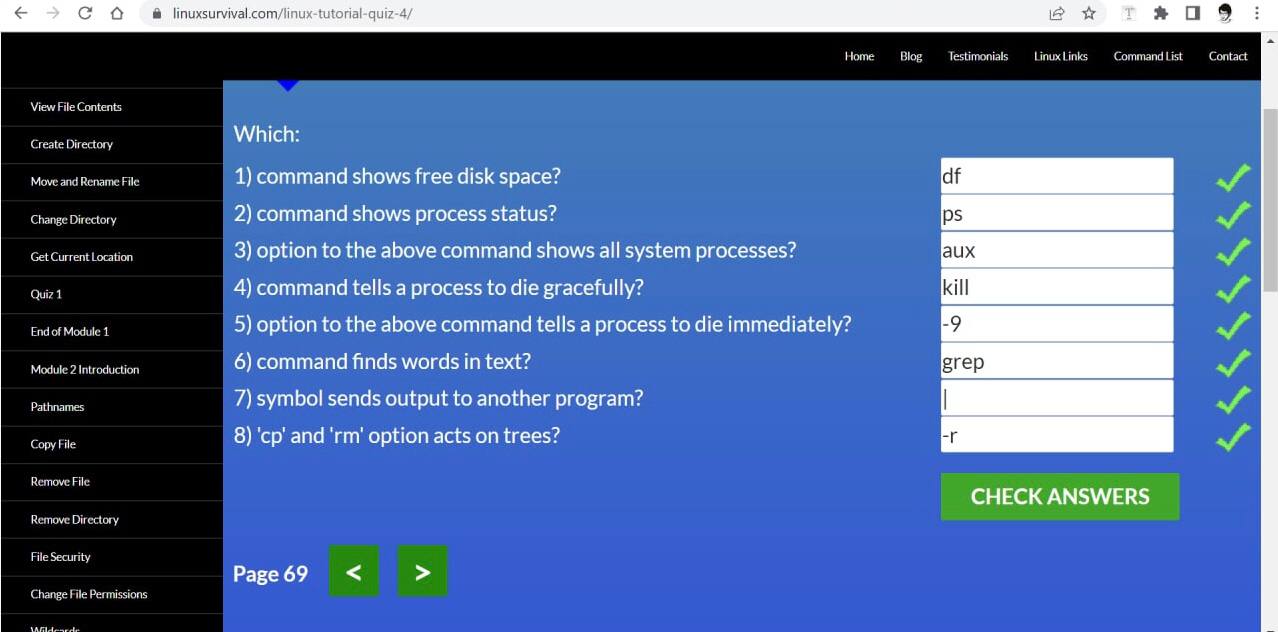 linuxsurvival.com/linux-tutorial-quiz-4/
Home Blog Testimonials Linux Links Command List Contact
View File Contents
Create Directory
Move and Rename File
Change Directory
Get Current Location
Quiz 1
End of Module 1
Module 2 Introduction
Pathnames
Copy File
Remove File
Remove Directory
File Security
Change File Permissions
Wildcards
Which:
1) command shows free disk space? df
2) command shows process status? ps
3) option to the above command shows all system processes? aux
4) command tells a process to die gracefully? kill
5) option to the above command tells a process to die immediately? -9
6) command finds words in text? grep
7) symbol sends output to another program? |
8) 'cp' and 'rm' option acts on trees? -r
CHECK ANSWERS
Page 69 < >